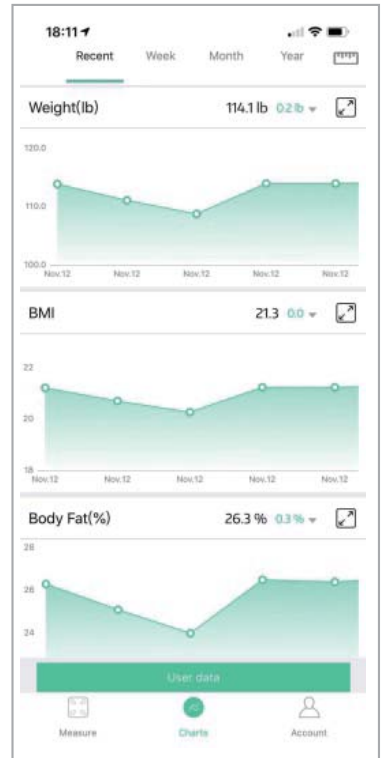 18:11
Recent Week Month Year
Weight(lb) 114.1 lb 0.2 lb
120.0
110.0
100.0
Nov.12 Nov.12 Nov.12 Nov.12 Nov.12
BMI 21.3 0.0
22
20
18
Nov.12 Nov.12 Nov.12 Nov.12 Nov.12
Body Fat(%) 26.3 % 0.3 %
28
26
24
User data
Measure Charts Account